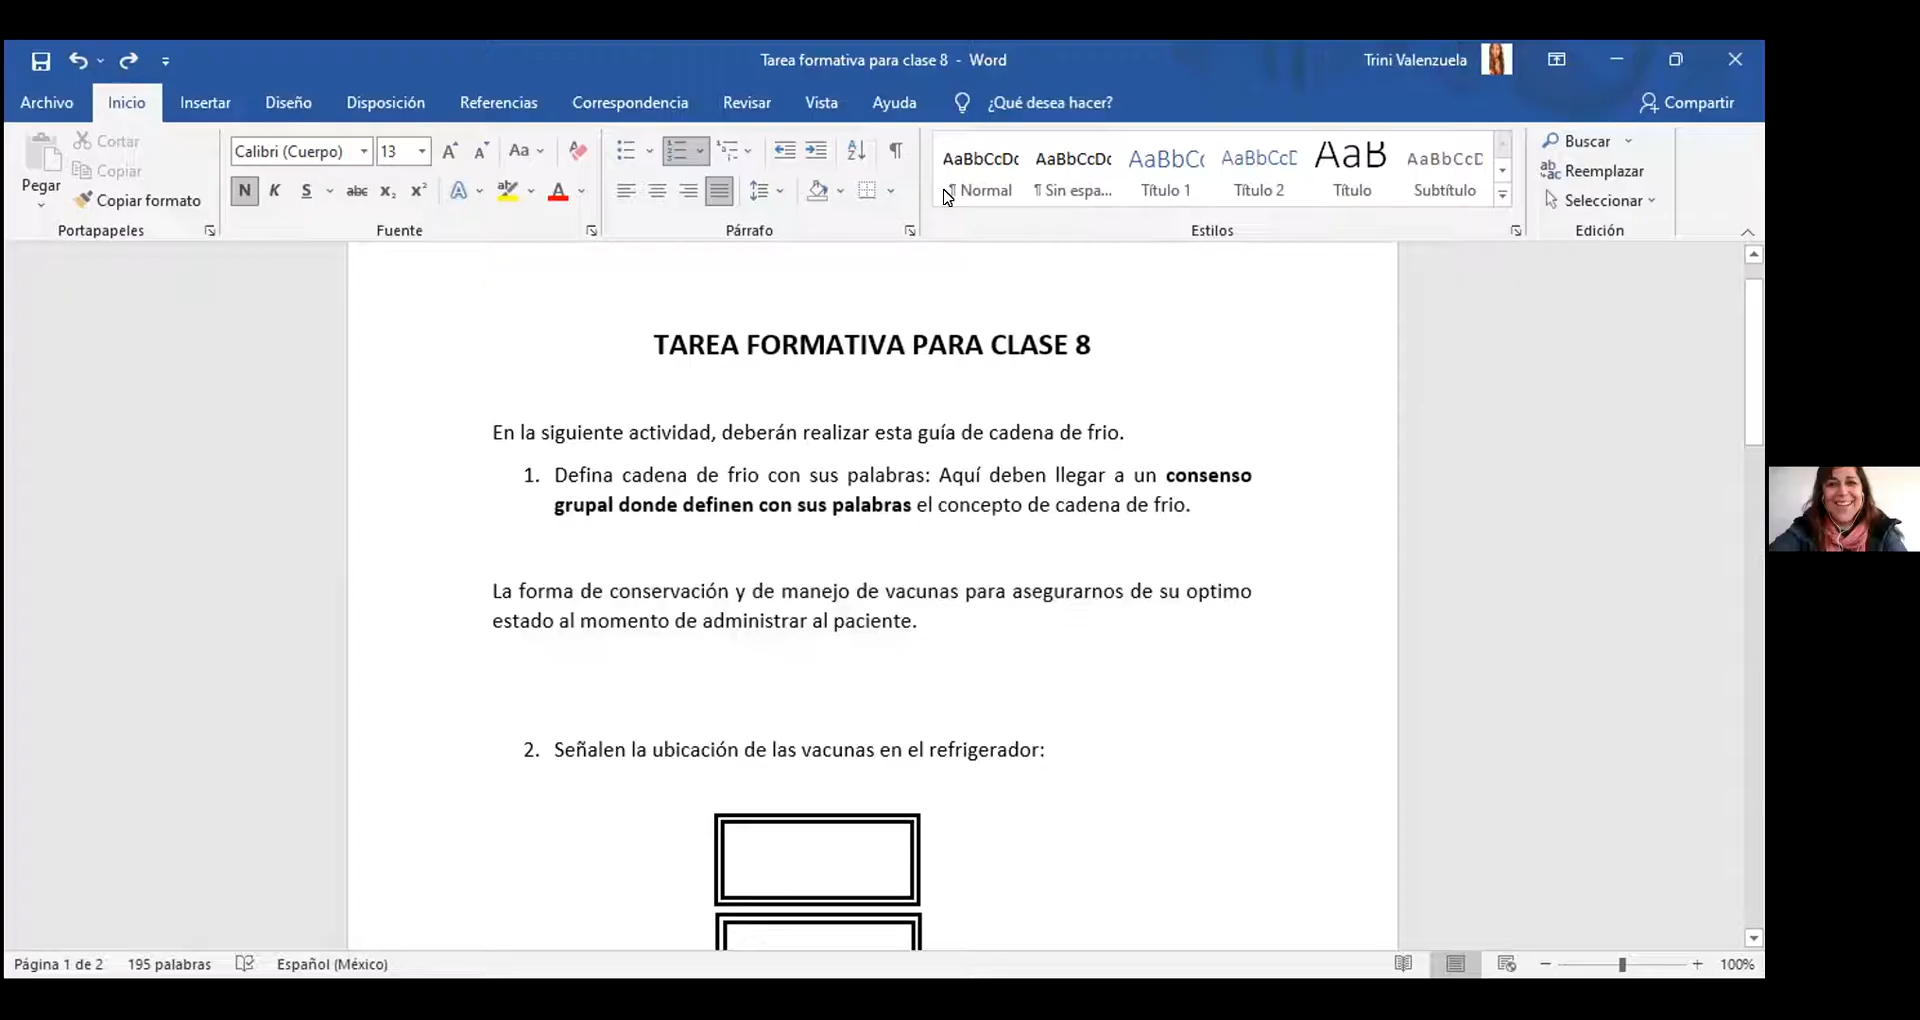 Tarea formativa para clase 8 - Word
Trini Valenzuela
Archivo Inicio Insertar Diseño Disposición Referencias Correspondencia Revisar Vista Ayuda ¿Qué desea hacer? Compartir
Pegar
Cortar
Copiar
Copiar formato
Portapapeles
Calibri (Cuerpo) 13 Aa
N K S abc x₂ x² A A
Fuente
Párrafo
AaBbCcDc AaBbCcDc AaBbC AaBbCcD AaB AaBbCcD
¶ Normal ¶ Sin espa... Título 1 Título 2 Título Subtítulo
Estilos
Buscar
Reemplazar
Seleccionar
Edición
TAREA FORMATIVA PARA CLASE 8
En la siguiente actividad, deberán realizar esta guía de cadena de frio.
1. Defina cadena de frio con sus palabras: Aquí deben llegar a un consenso
grupal donde definen con sus palabras el concepto de cadena de frio.
La forma de conservación y de manejo de vacunas para asegurarnos de su optimo
estado al momento de administrar al paciente.
2. Señalen la ubicación de las vacunas en el refrigerador:
Página 1 de 2 195 palabras Español (México) 100%